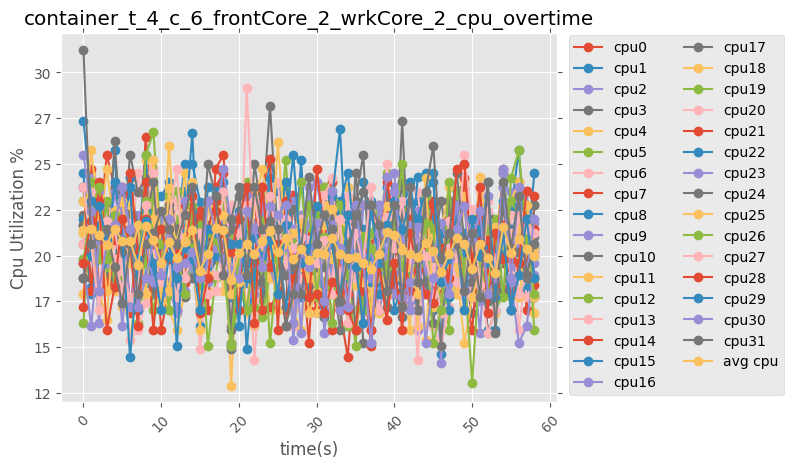 container_t_4_c_6_frontCore_2_wrkCore_2_cpu_overtime
Cpu Utilization %
30
27
25
22
20
17
15
12
0
10
20
30
40
50
60
time(s)
cpu0
cpu1
cpu2
cpu3
cpu4
cpu5
cpu6
cpu7
cpu8
cpu9
cpu10
cpu11
cpu12
cpu13
cpu14
cpu15
cpu16
cpu17
cpu18
cpu19
cpu20
cpu21
cpu22
cpu23
cpu24
cpu25
cpu26
cpu27
cpu28
cpu29
cpu30
cpu31
avg cpu